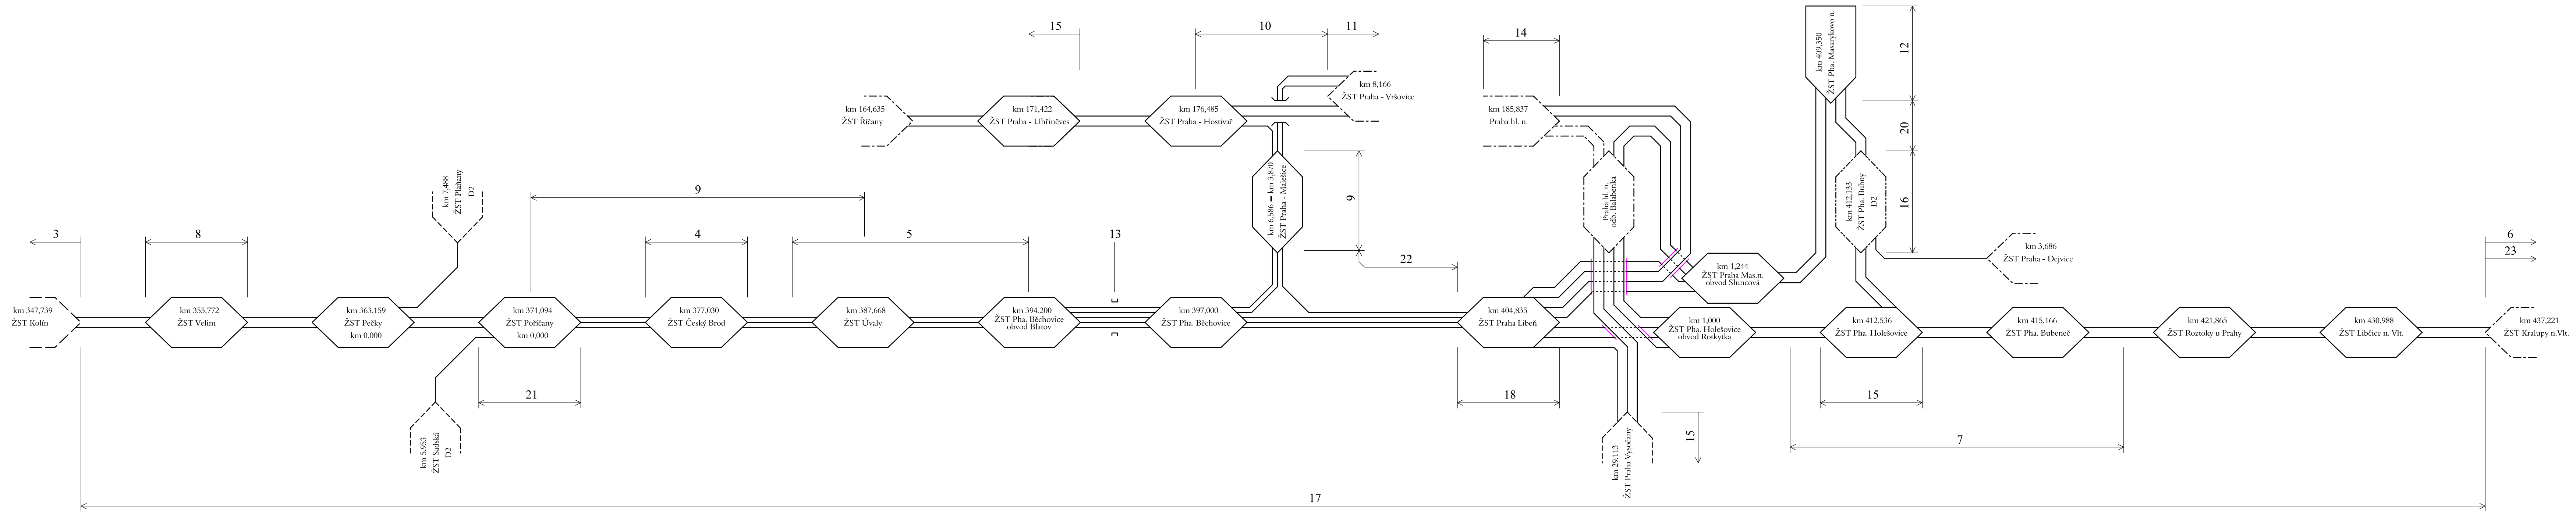 15
10
11
14
12
20
16
km 409,350
ŽST Pha. Masarykovo n.
km 164,635
ŽST Říčany
km 171,422
ŽST Praha - Uhřiněves
km 176,485
ŽST Praha - Hostivař
km 8,166
ŽST Praha - Vršovice
km 185,837
Praha hl. n.
km 7,488
ŽST Plaňany
D2
9
km 6,586 = km 3,870
ŽST Praha - Malešice
9
Praha hl. n.
odb. Balabenka
km 412,133
ŽST Pha. Bubny
D2
3
8
4
5
13
22
km 1,244
ŽST Praha Mas.n.
obvod Sluncová
km 3,686
ŽST Praha - Dejvice
6
23
km 347,739
ŽST Kolín
km 355,772
ŽST Velim
km 363,159
ŽST Pečky
km 0,000
km 371,094
ŽST Poříčany
km 0,000
km 377,030
ŽST Český Brod
km 387,668
ŽST Úvaly
km 394,200
ŽST Pha. Běchovice
obvod Blatov
km 397,000
ŽST Pha. Běchovice
km 404,835
ŽST Praha Libeň
km 1,000
ŽST Pha. Holešovice
obvod Rotkytka
km 412,536
ŽST Pha. Holešovice
km 415,166
ŽST Pha. Bubeneč
km 421,865
ŽST Roztoky u Prahy
km 430,988
ŽST Libčice n. Vlt.
km 437,221
ŽST Kralupy n.Vlt.
21
18
15
km 5,953
ŽST Sadská
D2
km 29,113
ŽST Praha Vysočany
15
7
17